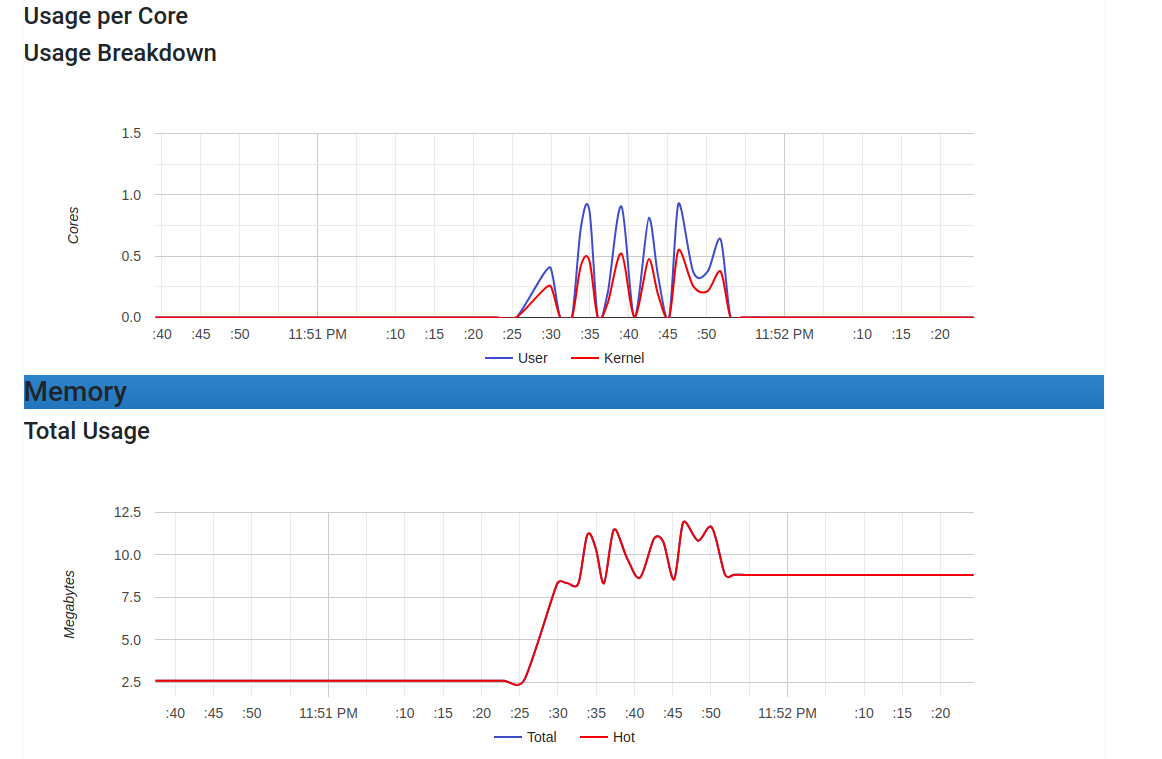 Usage per Core
Usage Breakdown
1.5
1.0
0.5
0.0
Cores
:40 :45 :50 11:51 PM :10 :15 :20 :25 :30 :35 :40 :45 :50 11:52 PM :10 :15 :20
User Kernel
Memory
Total Usage
12.5
10.0
7.5
5.0
2.5
Megabytes
:40 :45 :50 11:51 PM :10 :15 :20 :25 :30 :35 :40 :45 :50 11:52 PM :10 :15 :20
Total Hot